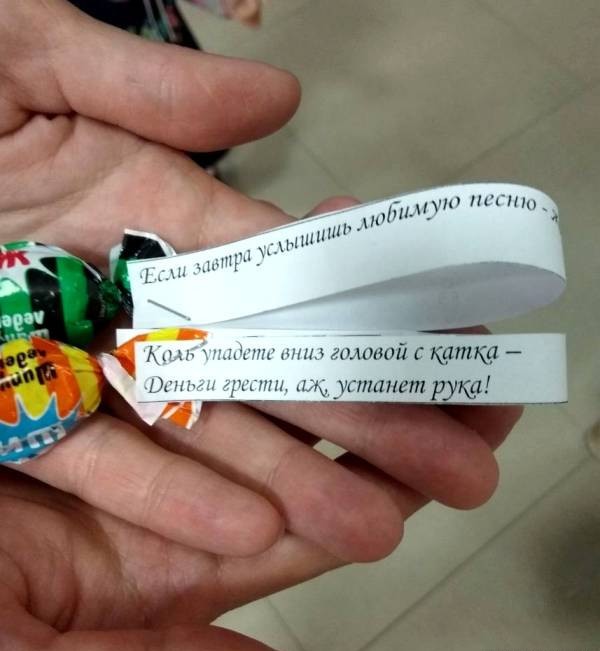 Если завтра услышишь любимую песню -
Коль упадете вниз головой с катка –
Деньги грести, аж, устанет рука!